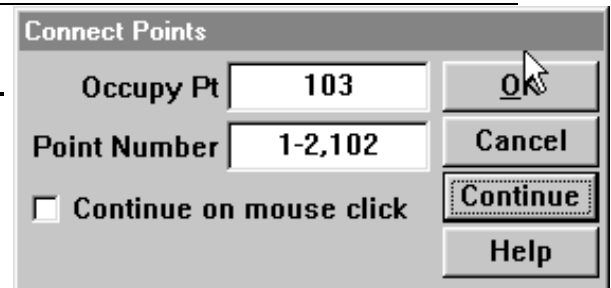 Connect Points
Occupy Pt 103 OK
Point Number 1-2,102 Cancel
Continue on mouse click Continue
Help